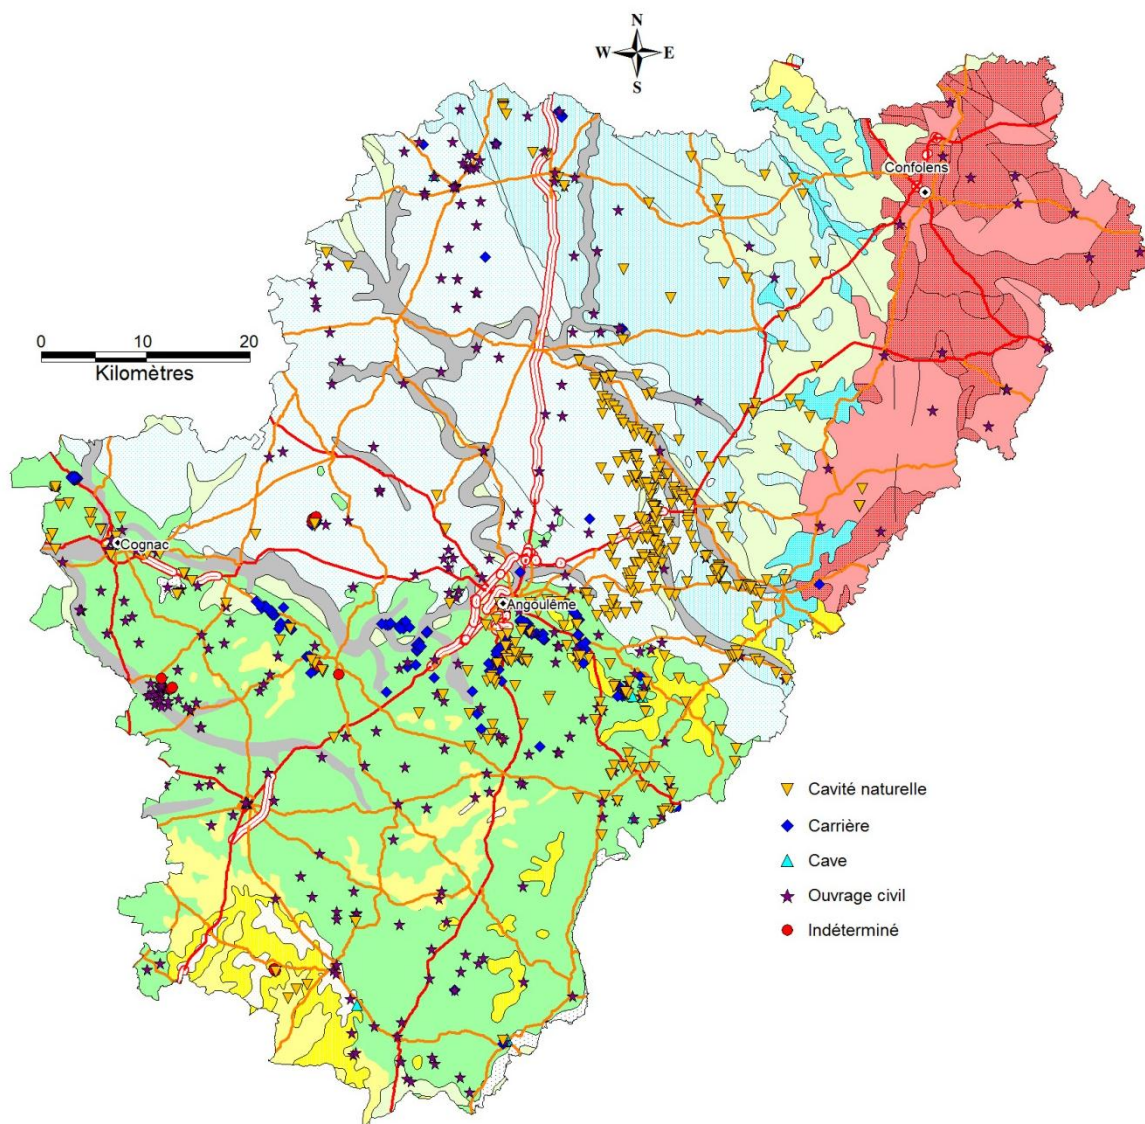 N
W E
S
Confolens
0 10 20
Kilomètres
Cognac
Angoulême
Cavité naturelle
Carrière
Cave
Ouvrage civil
Indéterminé